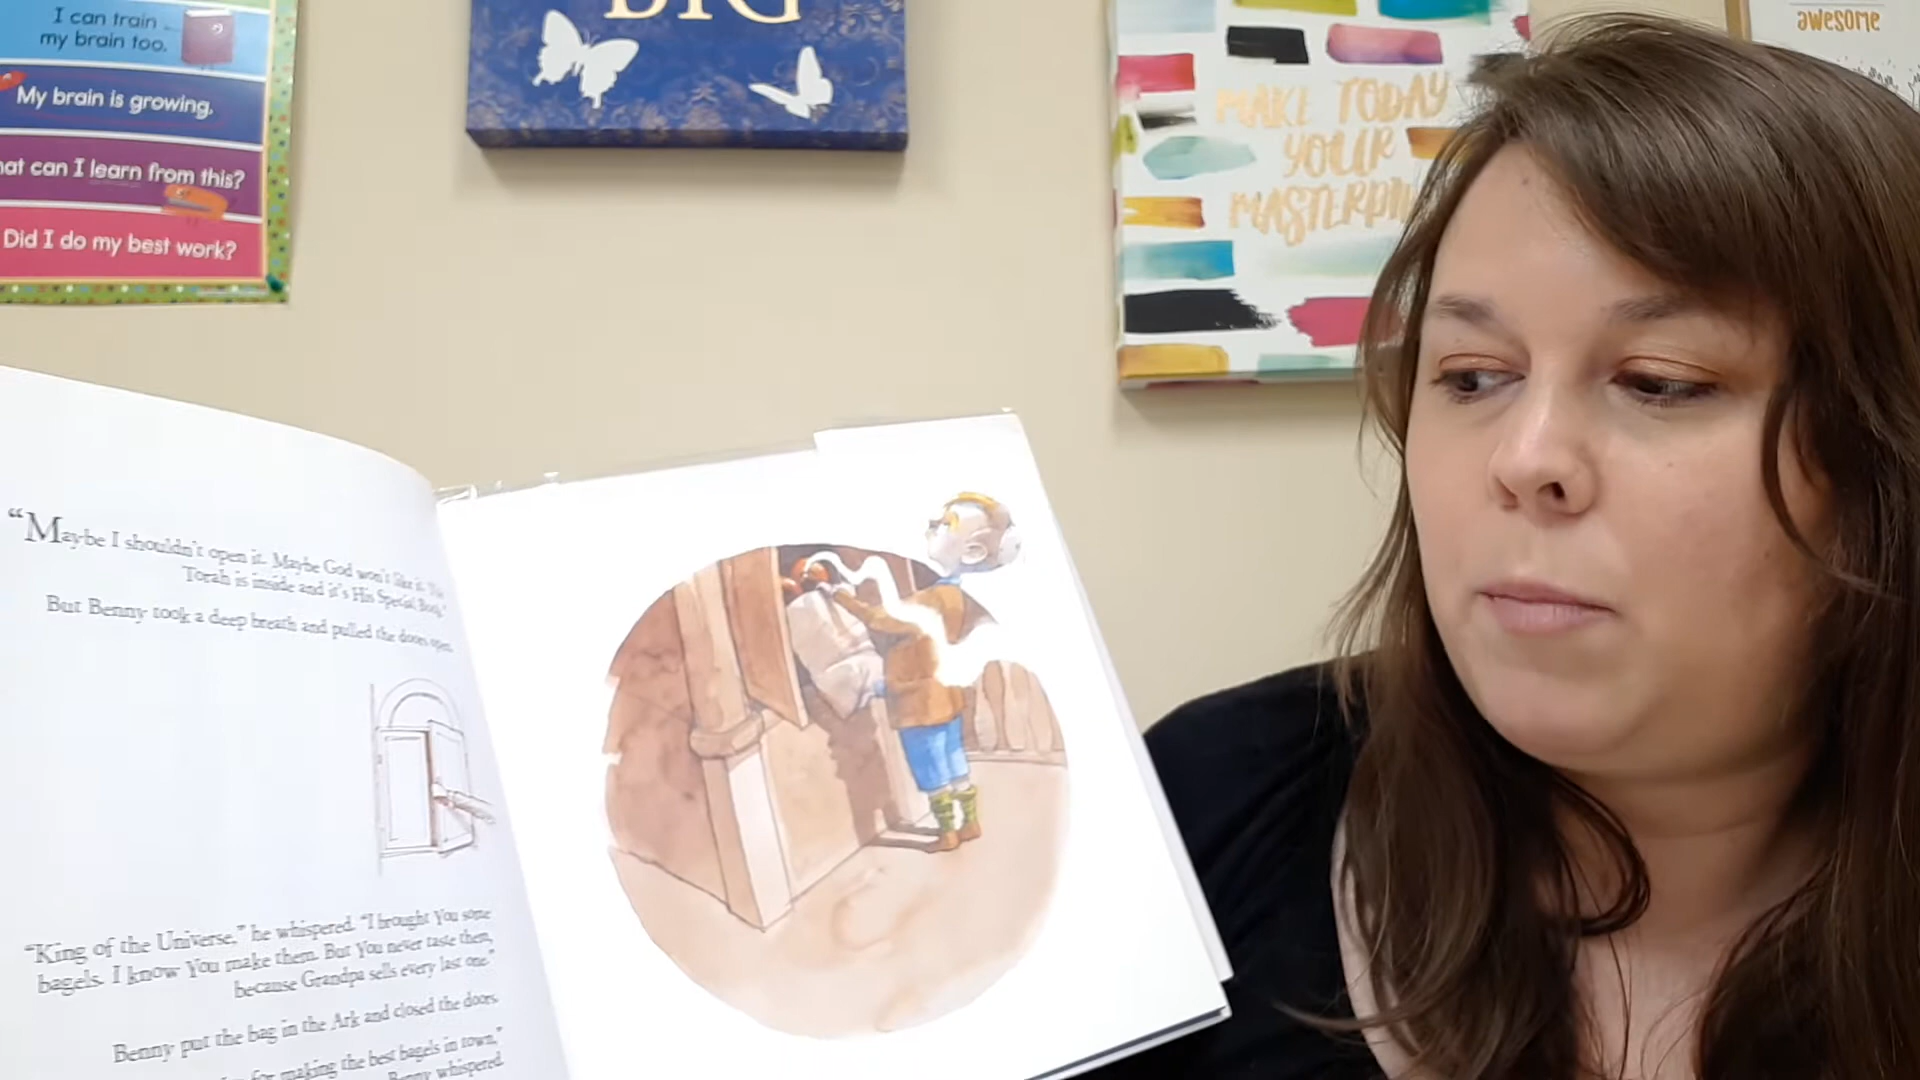 I can train
my brain too.
My brain is growing,
hat can I learn from this?
Did I do my best work?
BIG
MAKE TODAY
YOUR
MASTERPI
awesome
“Maybe I shouldn't open it. Maybe God won't like it.
Torah is inside and it's His Special Book.”
But Benny took a deep breath and pulled the doors open.
“King of the Universe,” he whispered. “I brought You some
bagels. I know You make them. But You never taste them,
because Grandpa sells every last one.”
Benny put the bag in the Ark and closed the doors.
for making the best bagels in town,”
Benny whispered.